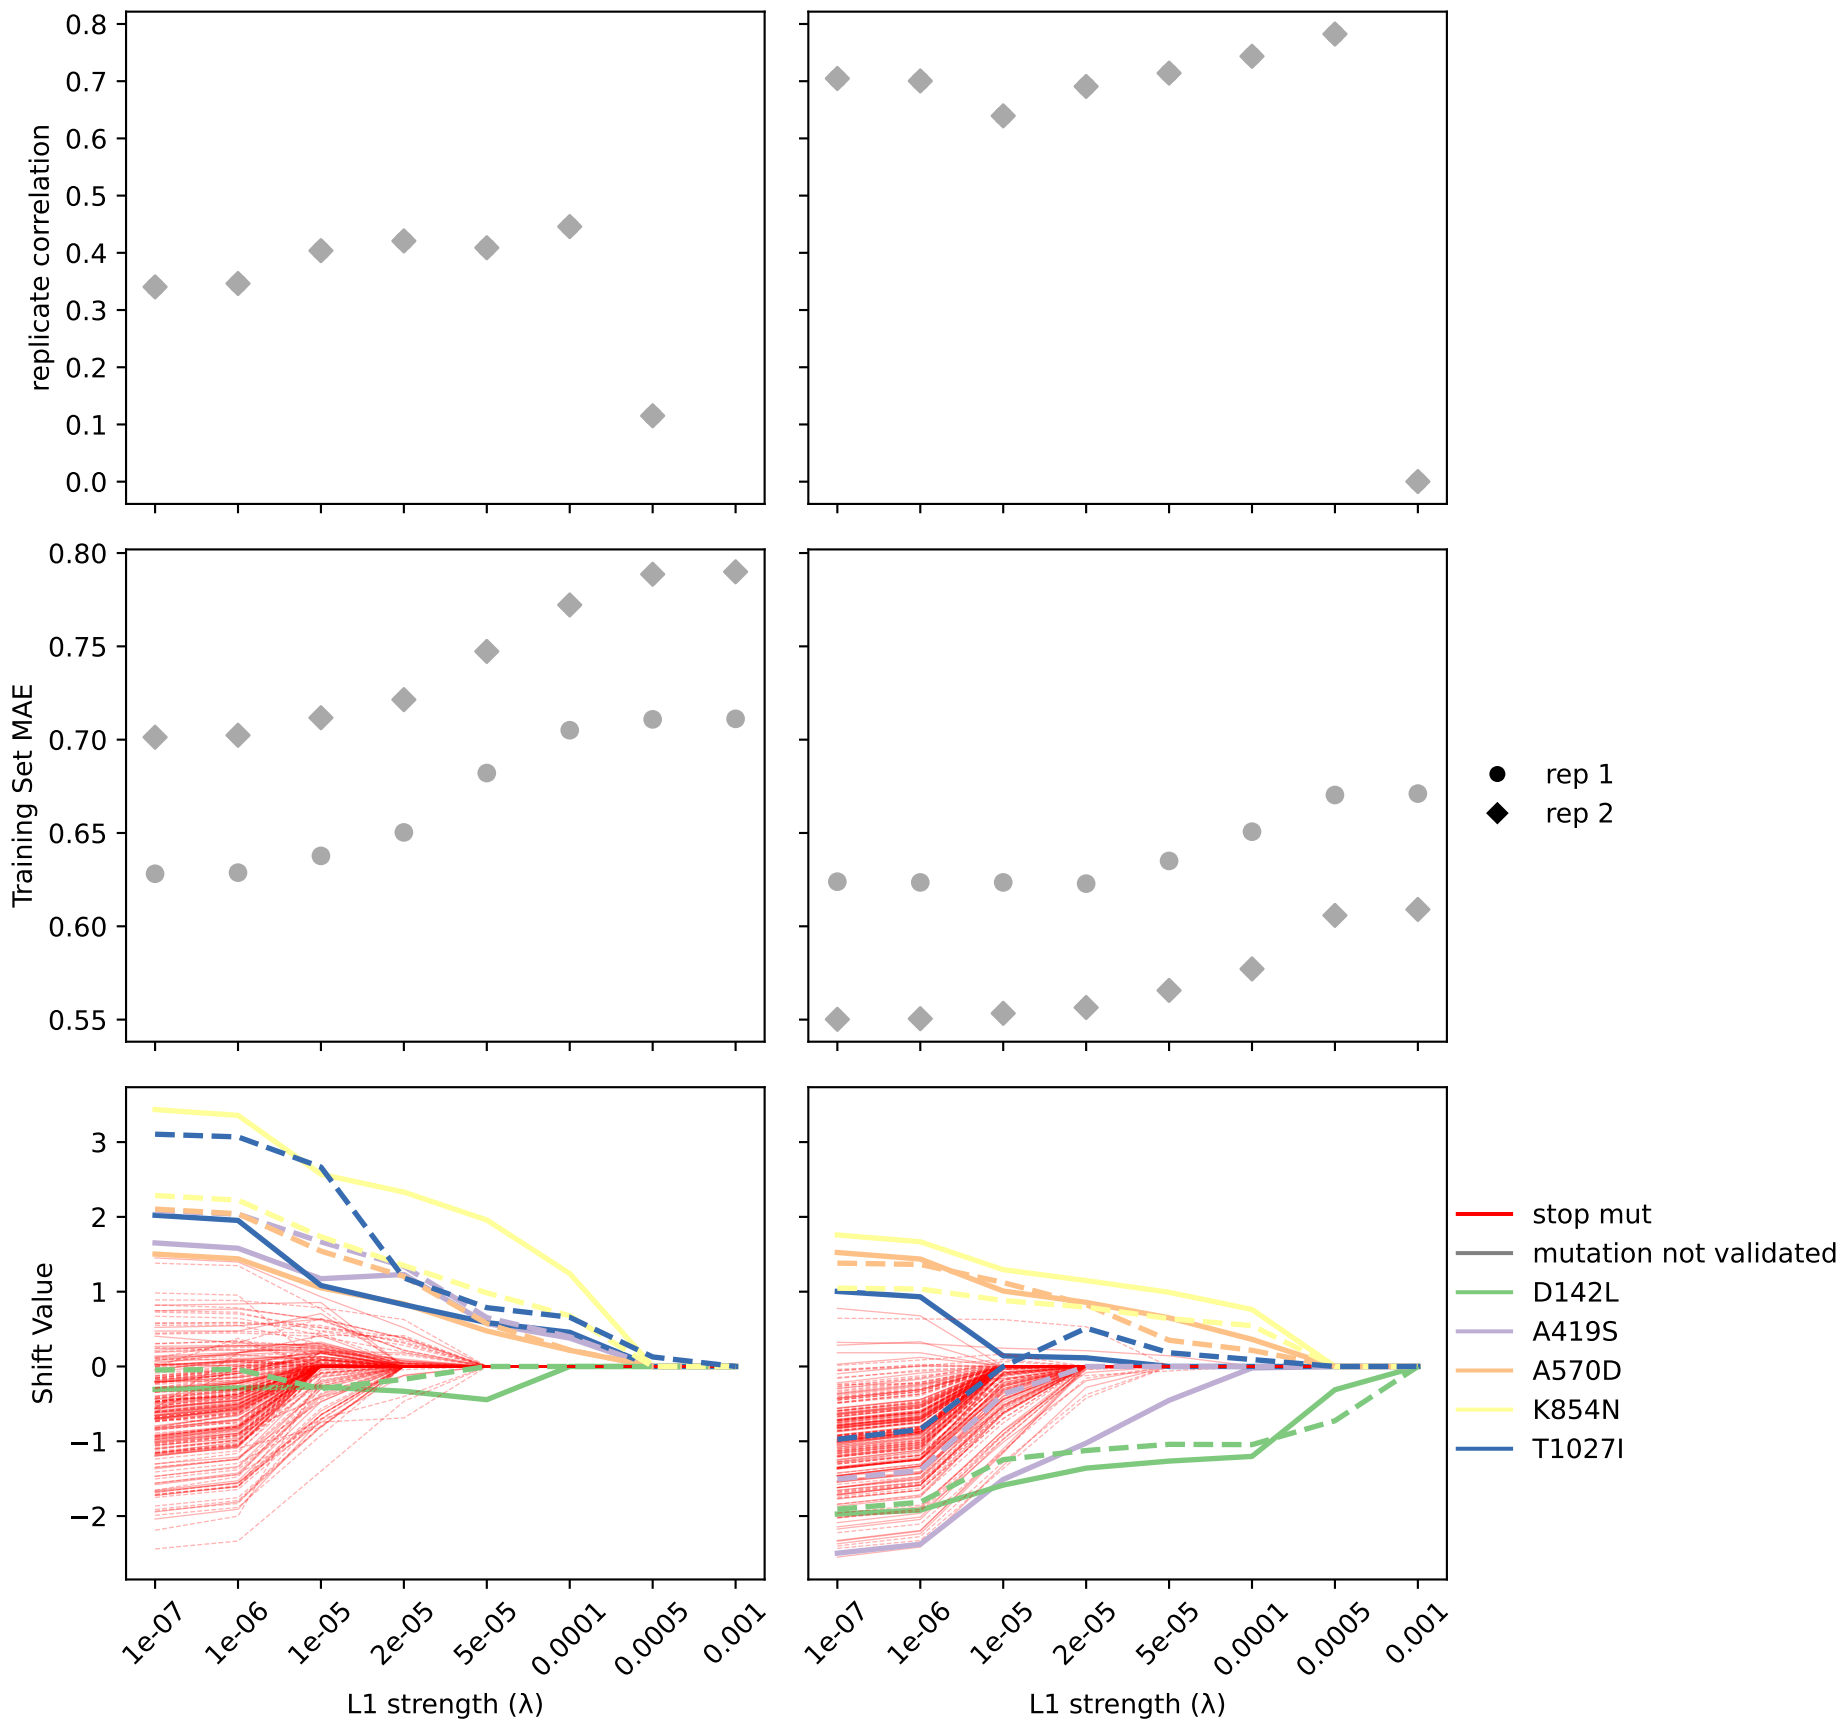 replicate correlation
0.8
0.7
0.6
0.5
0.4
0.3
0.2
0.1
0.0
Training Set MAE
0.80
0.75
0.70
0.65
0.60
0.55
rep 1
rep 2
Shift Value
3
2
1
0
−1
−2
stop mut
mutation not validated
D142L
A419S
A570D
K854N
T1027I
1e-07
1e-06
1e-05
2e-05
5e-05
0.0001
0.0005
0.001
1e-07
1e-06
1e-05
2e-05
5e-05
0.0001
0.0005
0.001
L1 strength (λ)
L1 strength (λ)